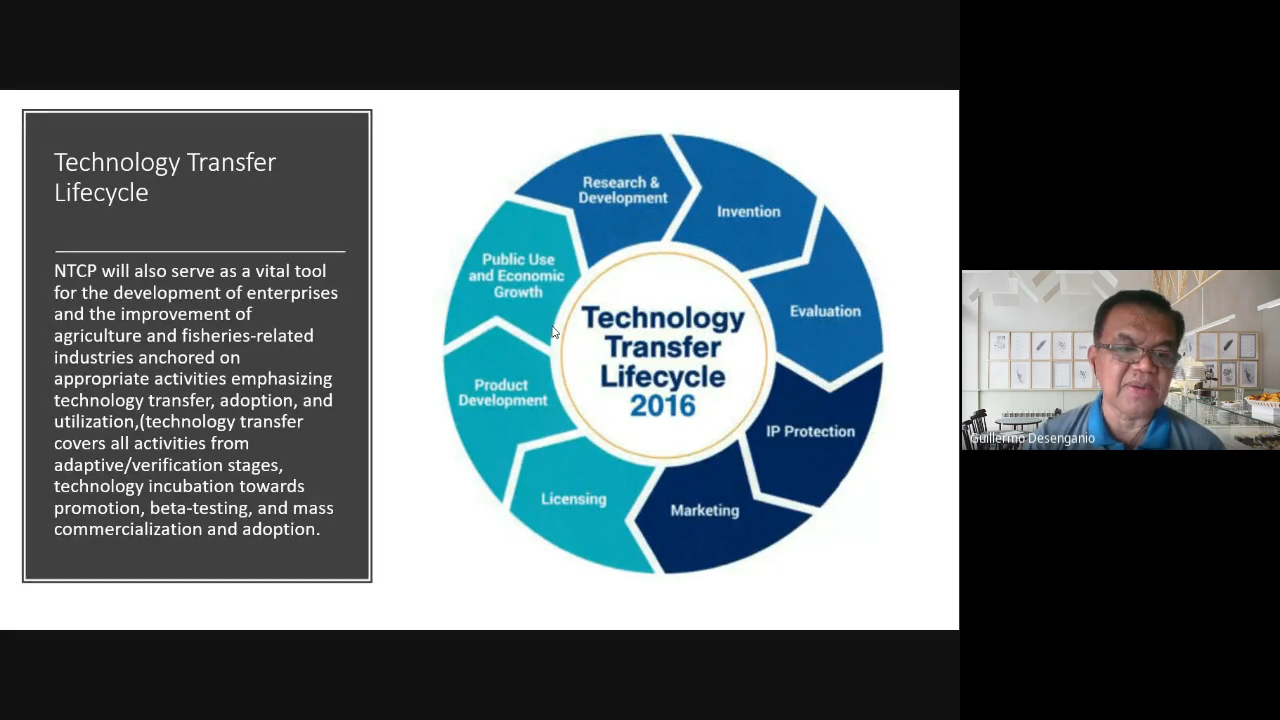 Technology Transfer
Lifecycle
NTCP will also serve as a vital tool
for the development of enterprises
and the improvement of
agriculture and fisheries-related
industries anchored on
appropriate activities emphasizing
technology transfer, adoption, and
utilization,(technology transfer
covers all activities from
adaptive/verification stages,
technology incubation towards
promotion, beta-testing, and mass
commercialization and adoption.
Research &
Development
Invention
Evaluation
IP Protection
Marketing
Licensing
Product
Development
Public Use
and Economic
Growth
Technology
Transfer
Lifecycle
2016
Guillermo Desenganio